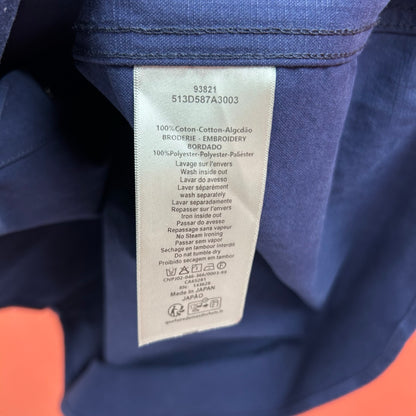 93821
513D587A3003
100%Coton-Cotton-Algodão
BRODERIE - EMBROIDERY
BORDADO
100%Polyester-Polyester-Poliéster
Lavage sur l'envers
Wash inside out
Lavar do avesso
Laver séparément
wash separately
Lavar separadamente
Repasser sur l'envers
Iron inside out
Passar do avesso
Repassage sans vapeur
No Steam Ironing
Passar sem vapor
Séchage en tambour interdits
Do not tumble dry
Proibido secagem em tambor
CA65281
Made in JAPAN
JAPÃO